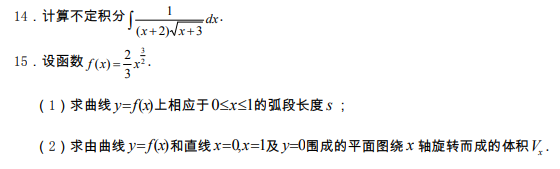 14．计算不定积分∫ 1/((x+2)√(x+3)) dx.
15．设函数 f(x)= 2/3 x^(3/2).
（1）求曲线 y=f(x)上相应于 0≤x≤1的弧段长度 s；
（2）求由曲线 y=f(x)和直线 x=0,x=1及 y=0围成的平面图绕 x 轴旋转而成的体积 Vₓ.